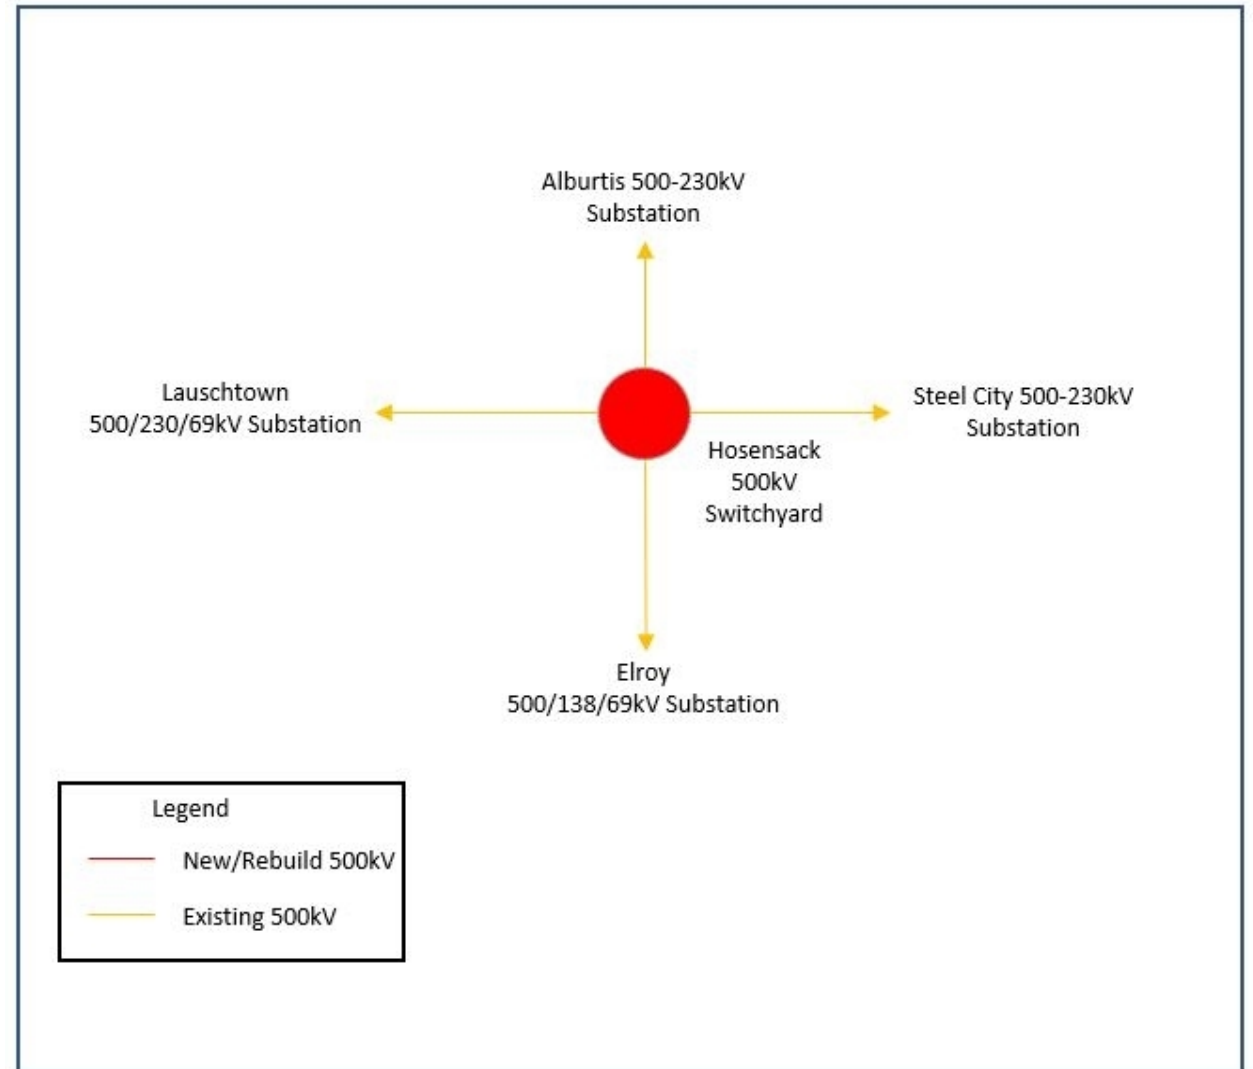 Alburtis 500-230kV
Substation
Lauschtown
500/230/69kV Substation
Steel City 500-230kV
Substation
Hosensack
500kV
Switchyard
Elroy
500/138/69kV Substation
Legend
New/Rebuild 500kV
Existing 500kV